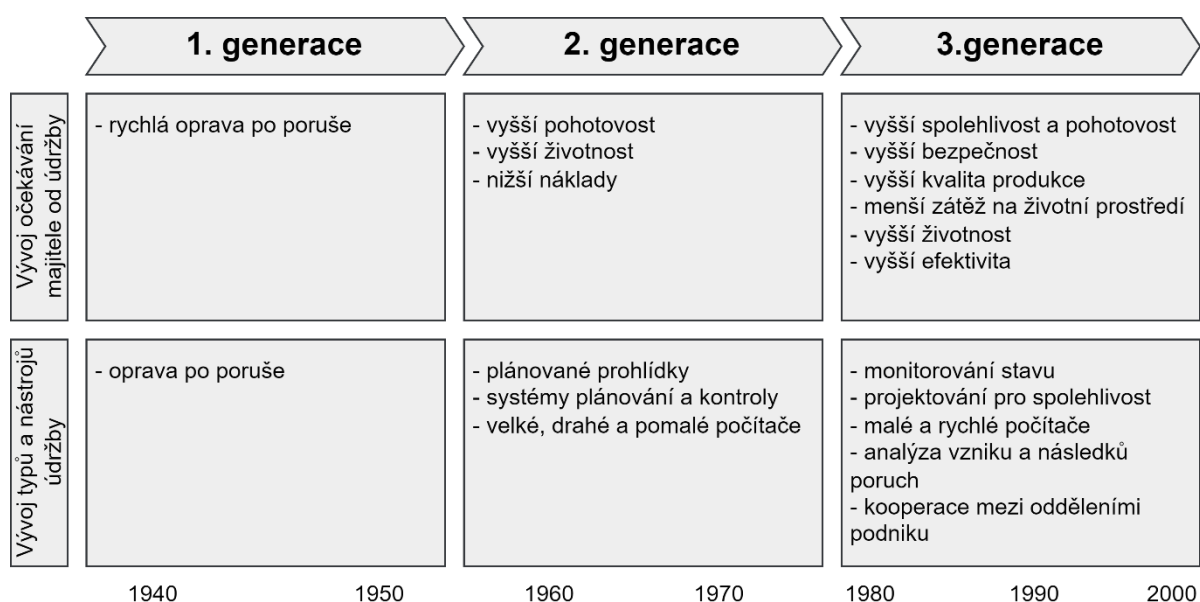 1. generace
2. generace
3.generace
Vývoj očekávání
majitele od údržby
- rychlá oprava po poruše
- vyšší pohotovost
- vyšší životnost
- nižší náklady
- vyšší spolehlivost a pohotovost
- vyšší bezpečnost
- vyšší kvalita produkce
- menší zátěž na životní prostředí
- vyšší životnost
- vyšší efektivita
Vývoj typů a nástrojů
údržby
- oprava po poruše
- plánované prohlídky
- systémy plánování a kontroly
- velké, drahé a pomalé počítače
- monitorování stavu
- projektování pro spolehlivost
- malé a rychlé počítače
- analýza vzniku a následků
poruch
- kooperace mezi odděleními
podniku
1940
1950
1960
1970
1980
1990
2000